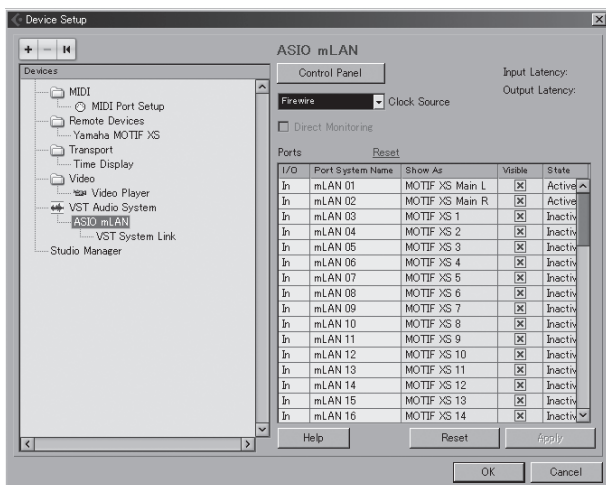 Device Setup
ASIO mLAN
Devices
MIDI
MIDI Port Setup
Remote Devices
Yamaha MOTIF XS
Transport
Time Display
Video
Video Player
VST Audio System
ASIO mLAN
VST System Link
Studio Manager
Control Panel
Input Latency:
Output Latency:
Firewire Clock Source
Direct Monitoring
Ports Reset
I/O Port System Name Show As Visible State
In mLAN 01 MOTIF XS Main L Active
In mLAN 02 MOTIF XS Main R Active
In mLAN 03 MOTIF XS 1 Inactiv
In mLAN 04 MOTIF XS 2 Inactiv
In mLAN 05 MOTIF XS 3 Inactiv
In mLAN 06 MOTIF XS 4 Inactiv
In mLAN 07 MOTIF XS 5 Inactiv
In mLAN 08 MOTIF XS 6 Inactiv
In mLAN 09 MOTIF XS 7 Inactiv
In mLAN 10 MOTIF XS 8 Inactiv
In mLAN 11 MOTIF XS 9 Inactiv
In mLAN 12 MOTIF XS 10 Inactiv
In mLAN 13 MOTIF XS 11 Inactiv
In mLAN 14 MOTIF XS 12 Inactiv
In mLAN 15 MOTIF XS 13 Inactiv
In mLAN 16 MOTIF XS 14 Inactiv
Help Reset Apply
OK Cancel